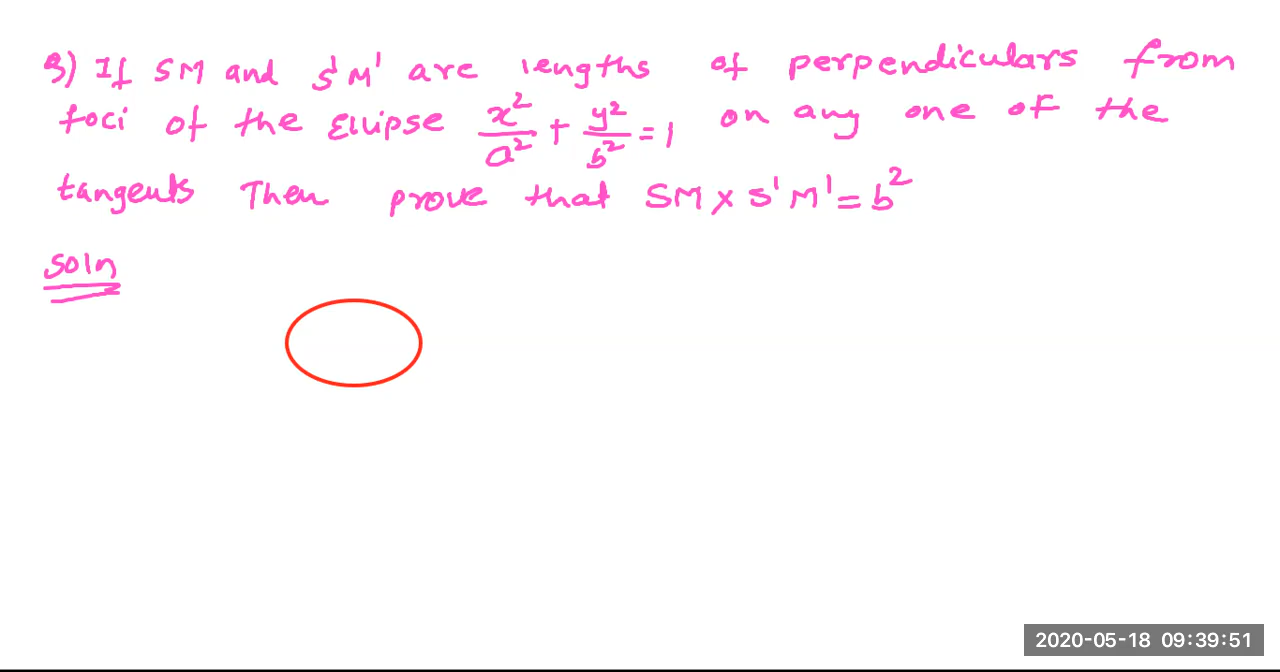 8) If SM and S'M' are lengths of perpendiculars from
foci of the Ellipse x²/a² + y²/b² = 1 on any one of the
tangents Then prove that SM × S'M' = b²
Soln
2020-05-18 09:39:51